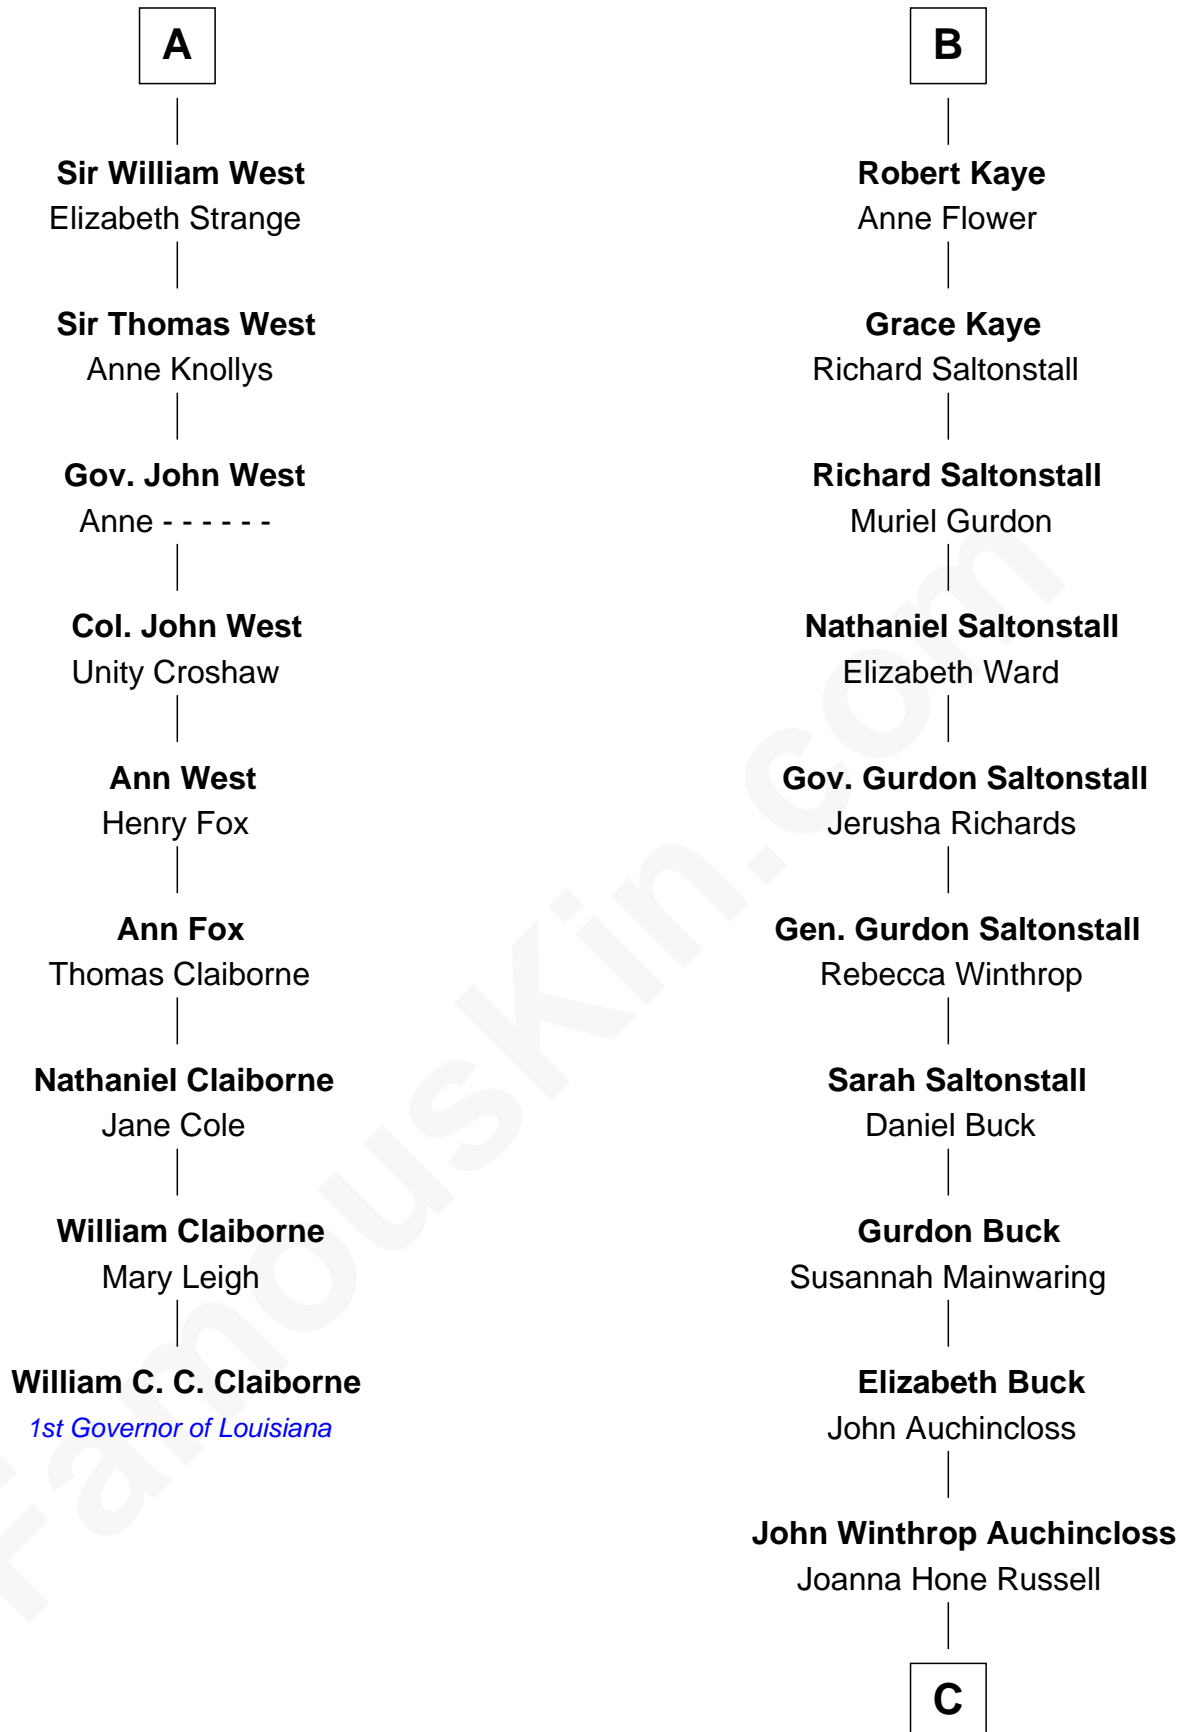 A
Sir William West
Elizabeth Strange
Sir Thomas West
Anne Knollys
Gov. John West
Anne - - - - - -
Col. John West
Unity Croshaw
Ann West
Henry Fox
Ann Fox
Thomas Claiborne
Nathaniel Claiborne
Jane Cole
William Claiborne
Mary Leigh
William C. C. Claiborne
1st Governor of Louisiana
B
Robert Kaye
Anne Flower
Grace Kaye
Richard Saltonstall
Richard Saltonstall
Muriel Gurdon
Nathaniel Saltonstall
Elizabeth Ward
Gov. Gurdon Saltonstall
Jerusha Richards
Gen. Gurdon Saltonstall
Rebecca Winthrop
Sarah Saltonstall
Daniel Buck
Gurdon Buck
Susannah Mainwaring
Elizabeth Buck
John Auchincloss
John Winthrop Auchincloss
Joanna Hone Russell
C
FamousKin.com